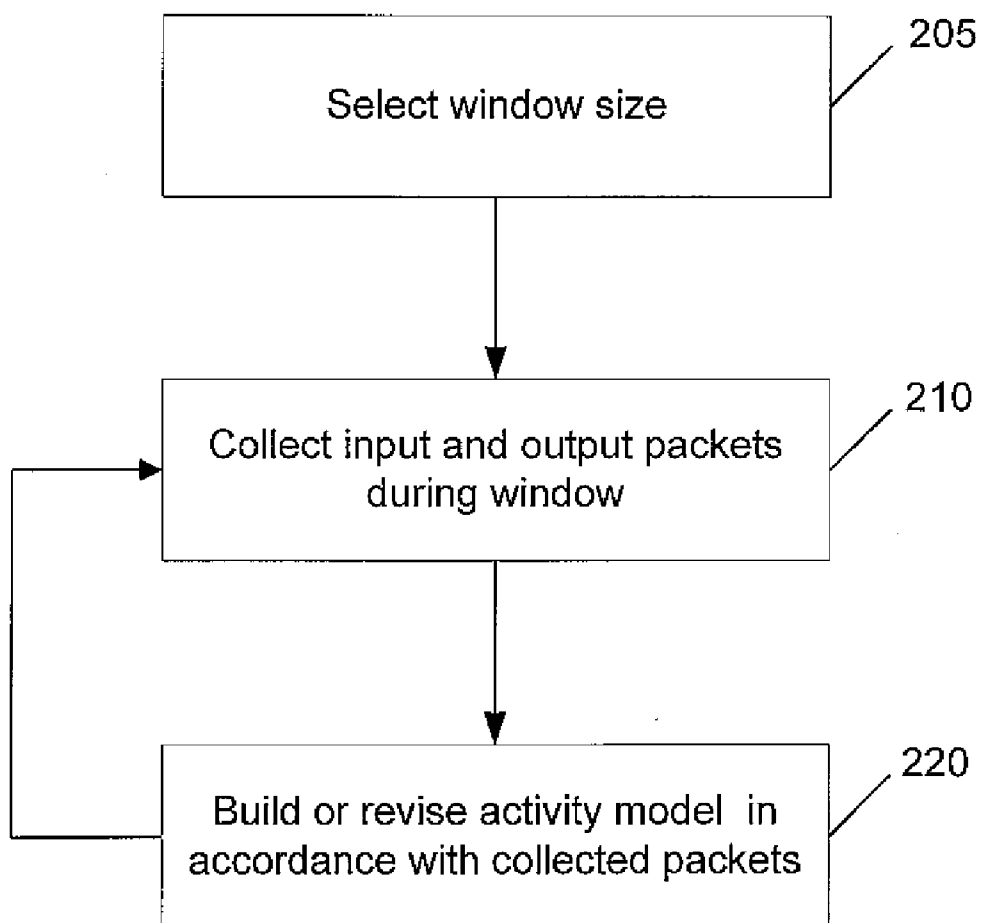 205
Select window size
210
Collect input and output packets
during window
220
Build or revise activity model in
accordance with collected packets